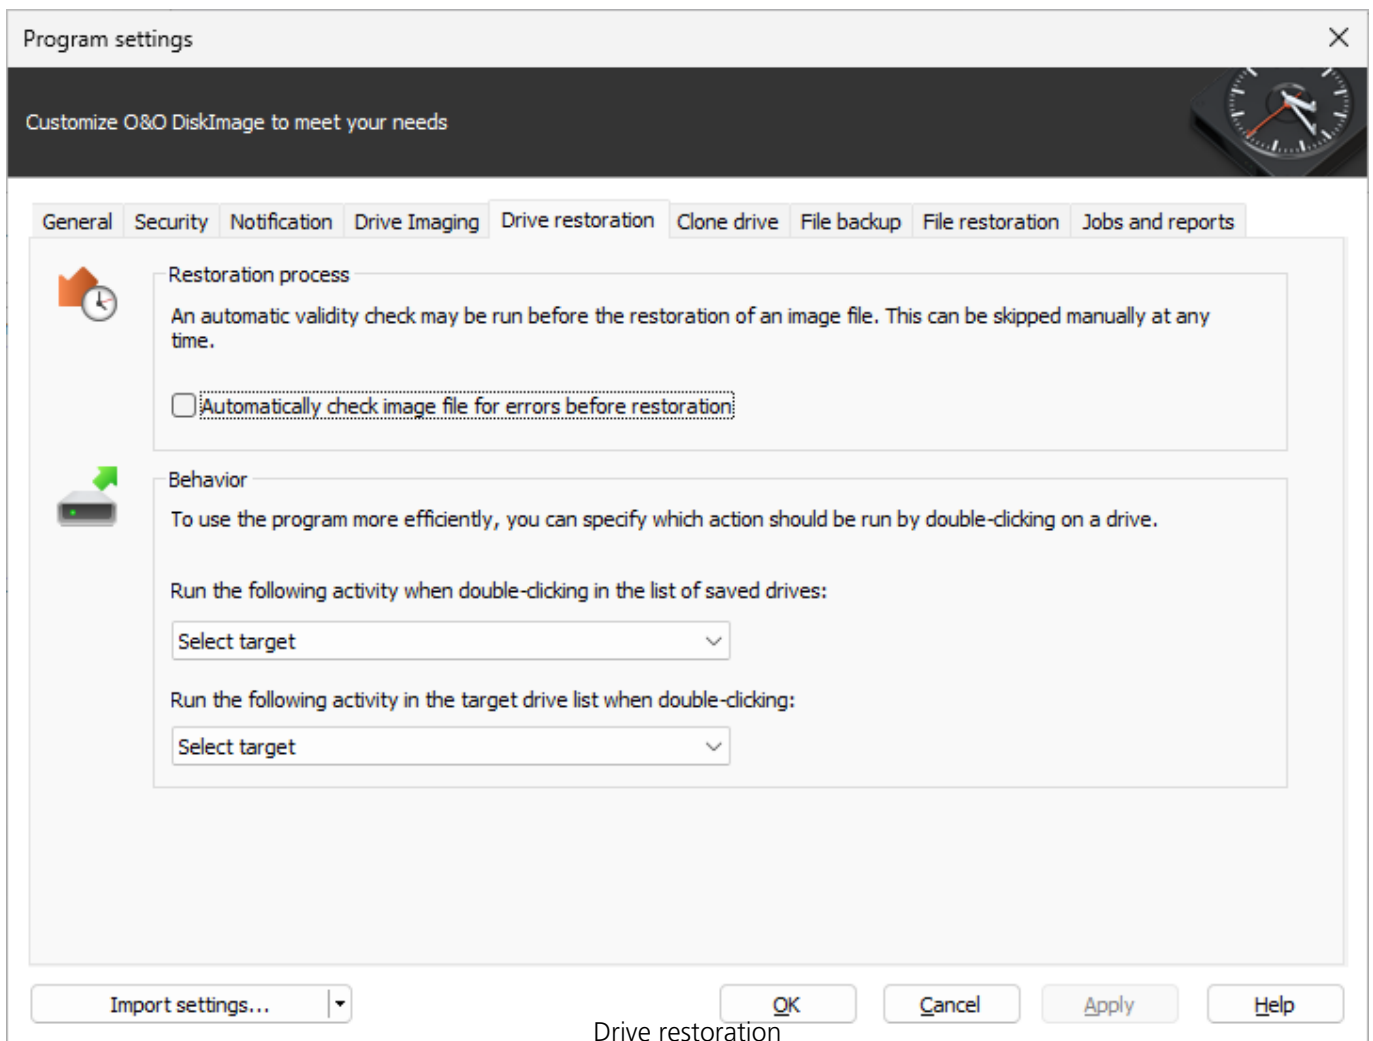 Program settings
Customize O&O DiskImage to meet your needs
General Security Notification Drive Imaging Drive restoration Clone drive File backup File restoration Jobs and reports
Restoration process
An automatic validity check may be run before the restoration of an image file. This can be skipped manually at any
time.
Automatically check image file for errors before restoration
Behavior
To use the program more efficiently, you can specify which action should be run by double-clicking on a drive.
Run the following activity when double-clicking in the list of saved drives:
Select target
Run the following activity in the target drive list when double-clicking:
Select target
Import settings... OK Cancel Apply Help
Drive restoration